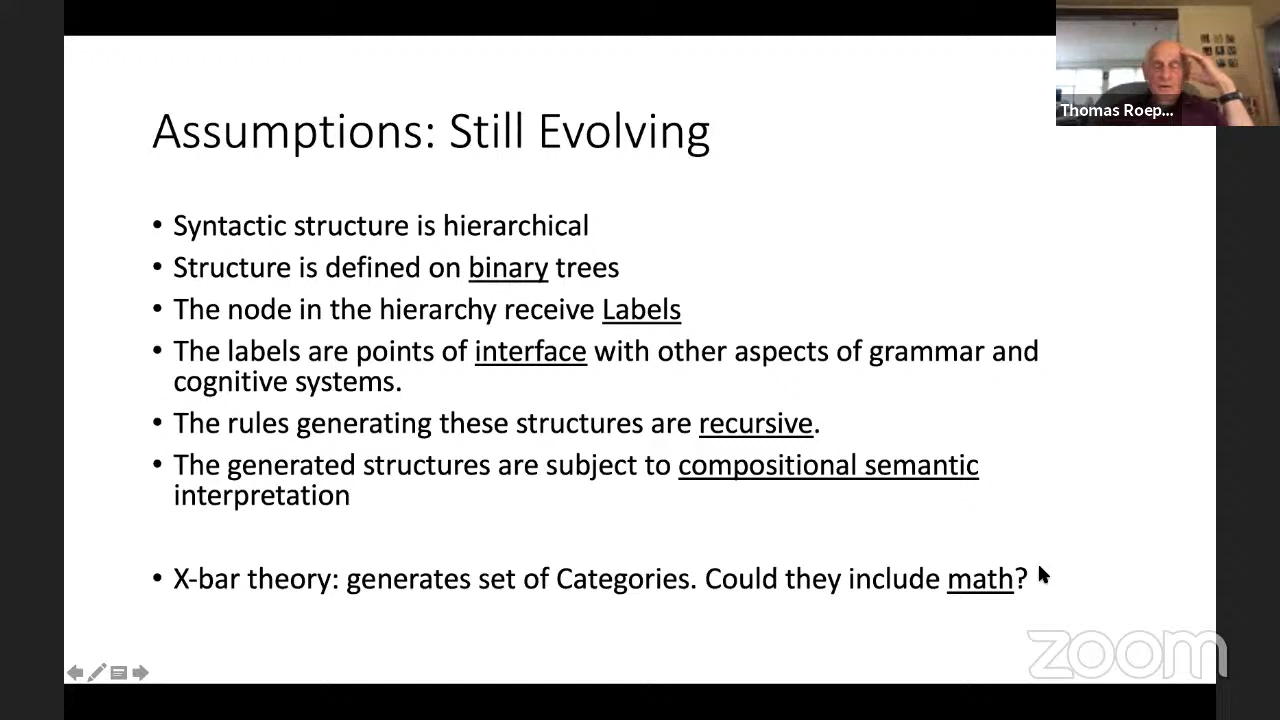 Thomas Roep...
Assumptions: Still Evolving
• Syntactic structure is hierarchical
• Structure is defined on binary trees
• The node in the hierarchy receive Labels
• The labels are points of interface with other aspects of grammar and
cognitive systems.
• The rules generating these structures are recursive.
• The generated structures are subject to compositional semantic
interpretation
• X-bar theory: generates set of Categories. Could they include math?
zoom